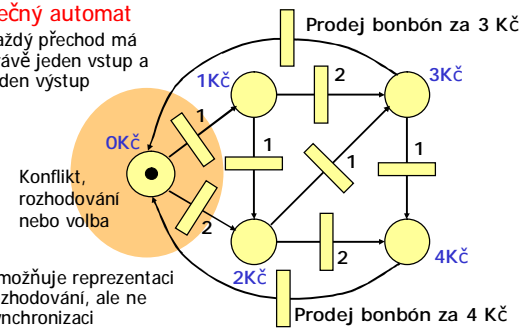 ečný automat
aždý přechod má
ávě jeden vstup a
den výstup
Prodej bonbón za 3 Kč
1Kč
2
3Kč
1
0Kč
1
1
1
Konflikt,
rozhodování
nebo volba
2
2
2Kč
4Kč
možňuje reprezentaci
zhodování, ale ne
ynchronizaci
Prodej bonbón za 4 Kč